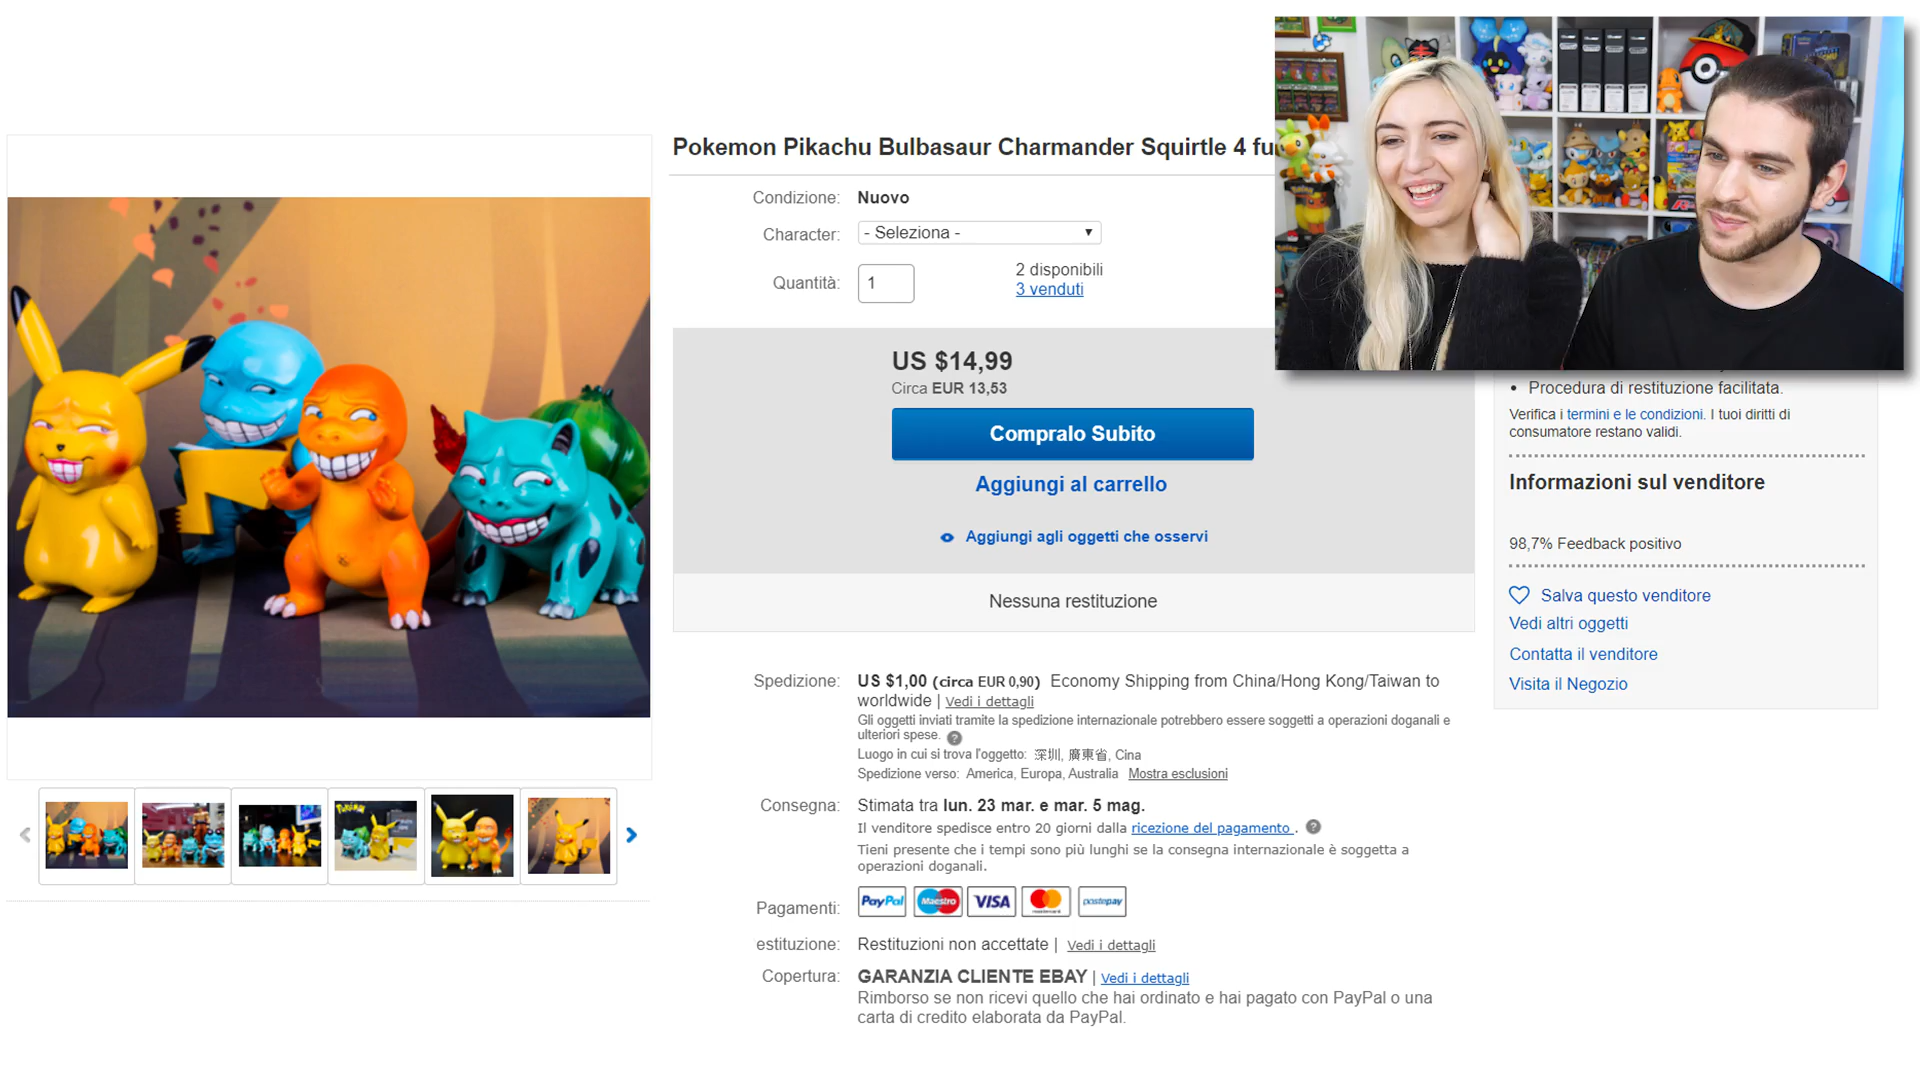 Pokemon Pikachu Bulbasaur Charmander Squirtle 4 fu
Condizione: Nuovo
Character: - Seleziona -
Quantità: 1
2 disponibili
3 venduti
US $14,99
Circa EUR 13,53
Compralo Subito
Aggiungi al carrello
Aggiungi agli oggetti che osservi
Nessuna restituzione
Spedizione: US $1,00 (circa EUR 0,90) Economy Shipping from China/Hong Kong/Taiwan to
worldwide | Vedi i dettagli
Gli oggetti inviati tramite la spedizione internazionale potrebbero essere soggetti a operazioni doganali e
ulteriori spese. ?
Luogo in cui si trova l'oggetto: 深圳, 廣東省, Cina
Spedizione verso: America, Europa, Australia Mostra esclusioni
Consegna: Stimata tra lun. 23 mar. e mar. 5 mag.
Il venditore spedisce entro 20 giorni dalla ricezione del pagamento . ?
Tieni presente che i tempi sono più lunghi se la consegna internazionale è soggetta a
operazioni doganali.
Pagamenti: PayPal Maestro VISA mastercard postepay
estituzione: Restituzioni non accettate | Vedi i dettagli
Copertura: GARANZIA CLIENTE EBAY | Vedi i dettagli
Rimborso se non ricevi quello che hai ordinato e hai pagato con PayPal o una
carta di credito elaborata da PayPal.
• Procedura di restituzione facilitata.
Verifica i termini e le condizioni. I tuoi diritti di
consumatore restano validi.
Informazioni sul venditore
98,7% Feedback positivo
Salva questo venditore
Vedi altri oggetti
Contatta il venditore
Visita il Negozio